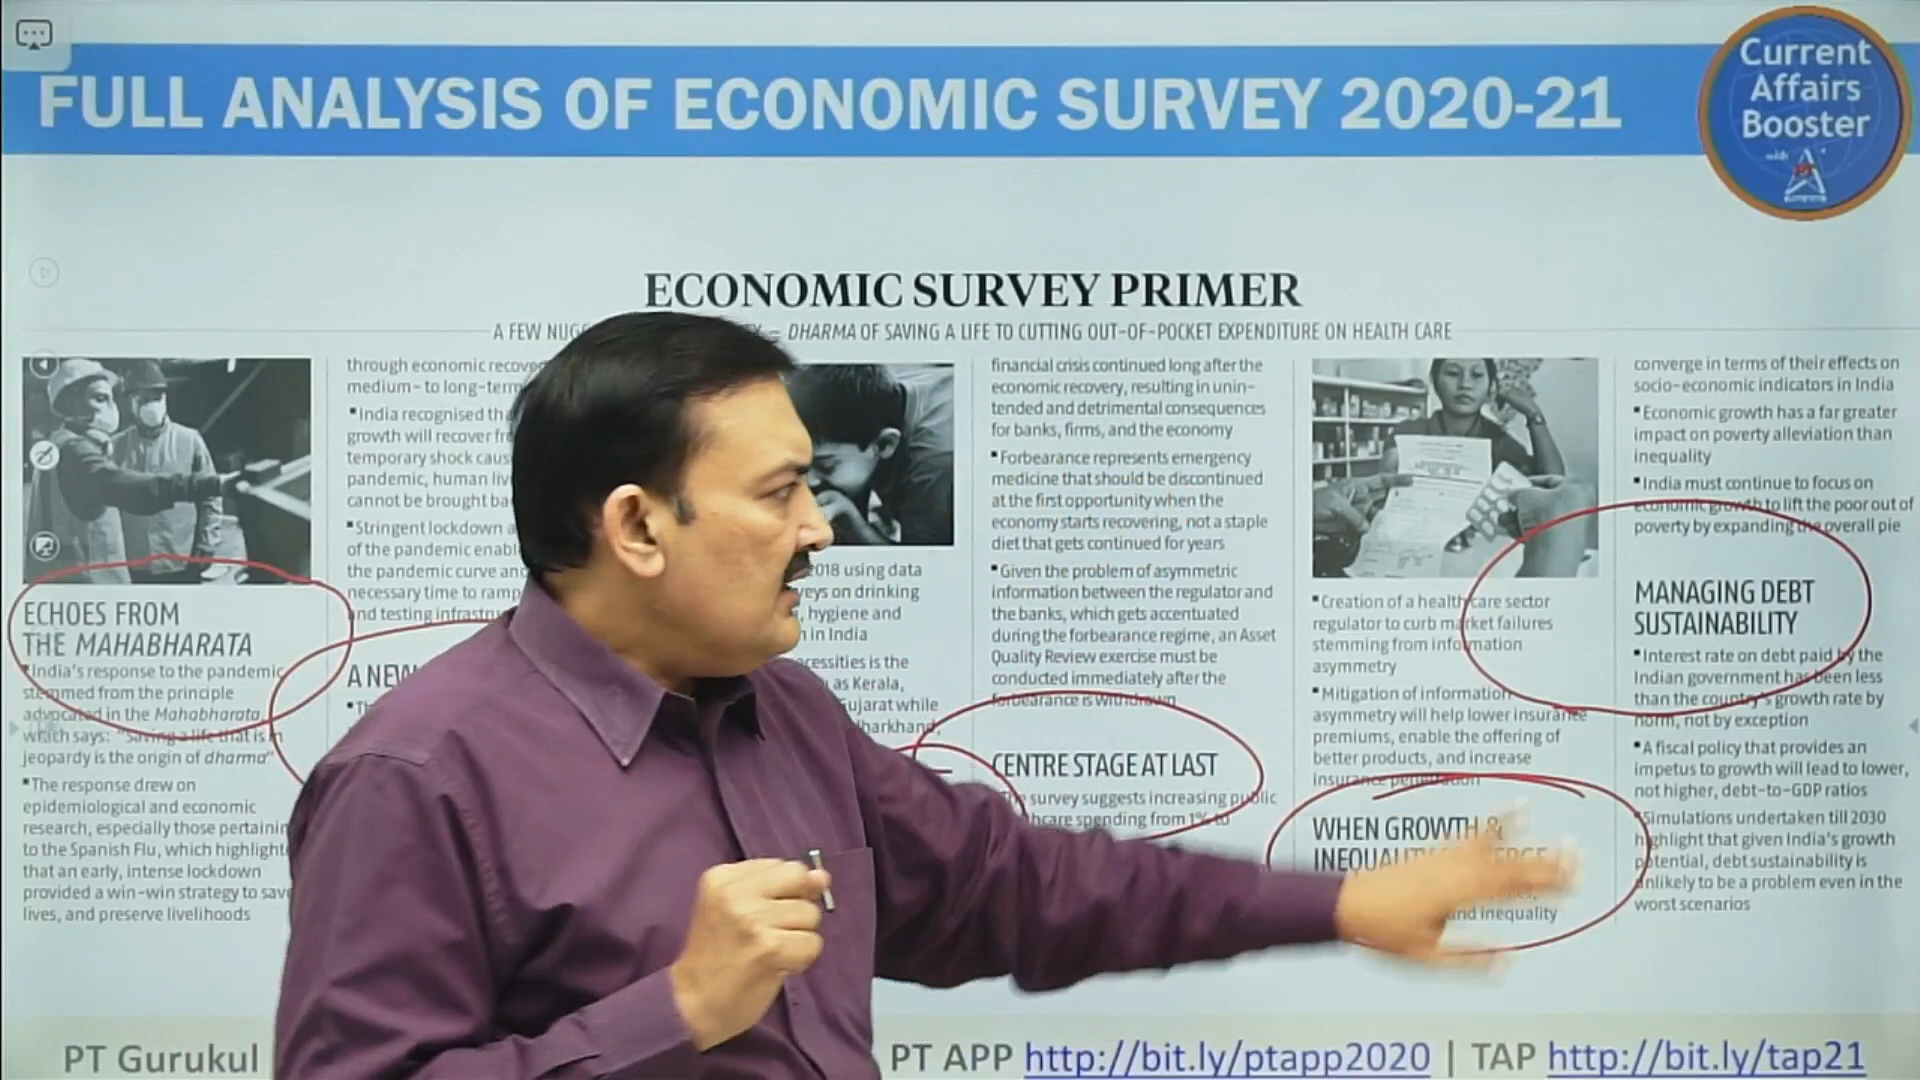 FULL ANALYSIS OF ECONOMIC SURVEY 2020-21
Current
Affairs
Booster
with
ECONOMIC SURVEY PRIMER
A FEW DHARMA OF SAVING A LIFE TO CUTTING OUT-OF-POCKET EXPENDITURE ON HEALTH CARE
ECHOES FROM
THE MAHABHARATA
▪India's response to the pandemic
stemmed from the principle
advocated in the Mahabharata,
which says: "Saving a life that is in
jeopardy is the origin of dharma"
▪The response drew on
epidemiological and economic
research, especially those
to the Spanish Flu, which
that an early, intense lockdown
provided a win-win strategy to save
lives, and preserve livelihoods
through economic
medium- to long-term
▪India recognised
growth will recover
temporary shock
pandemic, human
cannot be brought
▪Stringent lockdown
of the pandemic
the pandemic curve and
necessary time to ramp
and testing
A NEW
2018 using data
on drinking
, hygiene and
in India
is the
as Kerala,
Gujarat while
financial crisis continued long after the
economic recovery, resulting in unin-
tended and detrimental consequences
for banks, firms, and the economy
▪Forbearance represents emergency
medicine that should be discontinued
at the first opportunity when the
economy starts recovering, not a staple
diet that gets continued for years
▪Given the problem of asymmetric
information between the regulator and
the banks, which gets accentuated
during the forbearance regime, an Asset
Quality Review exercise must be
conducted immediately after the
forbearance is withdrawn
CENTRE STAGE AT LAST
survey suggests increasing public
spending from 1% to
▪Creation of a health care sector
regulator to curb market failures
stemming from information
asymmetry
▪Mitigation of information
asymmetry will help lower insurance
premiums, enable the offering of
better products, and increase
insurance penetration
WHEN GROWTH &
and inequality
converge in terms of their effects on
socio-economic indicators in India
▪Economic growth has a far greater
impact on poverty alleviation than
inequality
▪India must continue to focus on
economic growth to lift the poor out of
poverty by expanding the overall pie
MANAGING DEBT
SUSTAINABILITY
▪Interest rate on debt paid by the
Indian government has been less
than the country's growth rate by
norm, not by exception
▪A fiscal policy that provides an
impetus to growth will lead to lower,
not higher, debt-to-GDP ratios
▪Simulations undertaken till 2030
highlight that given India's growth
potential, debt sustainability is
unlikely to be a problem even in the
worst scenarios
PT Gurukul
PT APP http://bit.ly/ptapp2020 | TAP http://bit.ly/tap21